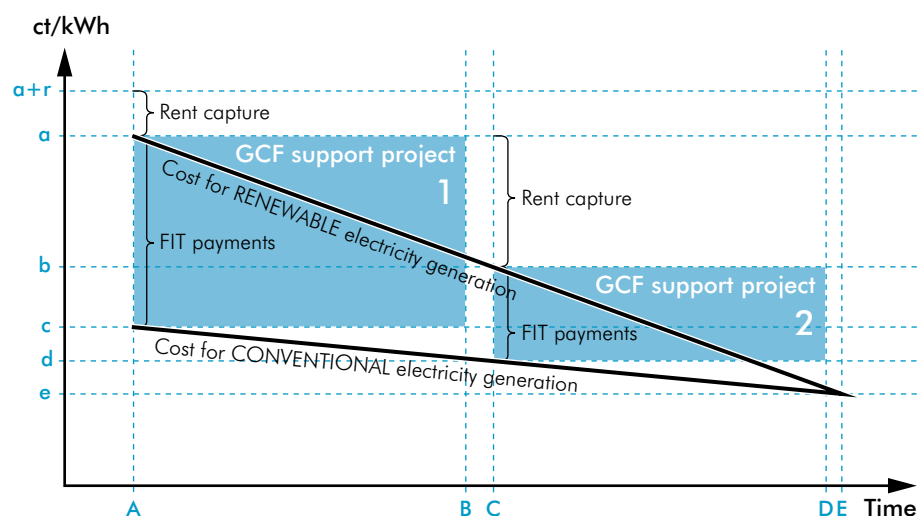 ct/kWh
a+r
Rent capture
a
GCF support project
1
Cost for RENEWABLE electricity generation
Rent capture
FIT payments
b
GCF support project
2
c
FIT payments
Cost for CONVENTIONAL electricity generation
d
e
A
B
C
D
E
Time